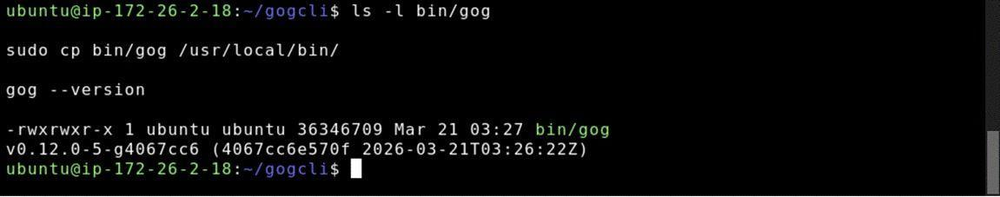 ubuntu@ip-172-26-2-18:~/gogcli$ ls -l bin/gog
sudo cp bin/gog /usr/local/bin/
gog --version
-rwxrwxr-x 1 ubuntu ubuntu 36346709 Mar 21 03:27 bin/gog
v0.12.0-5-g4067cc6 (4067cc6e570f 2026-03-21T03:26:22Z)
ubuntu@ip-172-26-2-18:~/gogcli$